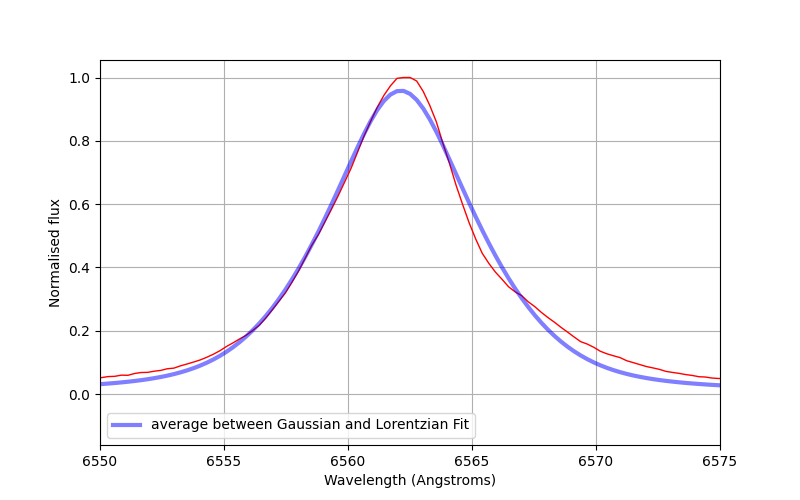 1.0
0.8
0.6
0.4
0.2
0.0
Normalised flux
average between Gaussian and Lorentzian Fit
6550 6555 6560 6565 6570 6575
Wavelength (Angstroms)